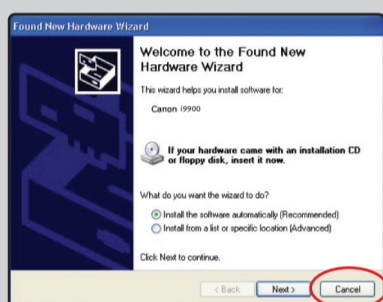 Found New Hardware Wizard
Welcome to the Found New
Hardware Wizard
This wizard helps you install software for:
Canon i9900
If your hardware came with an installation CD
or floppy disk, insert it now.
What do you want the wizard to do?
Install the software automatically (Recommended)
Install from a list or specific location (Advanced)
Click Next to continue.
< Back Next > Cancel